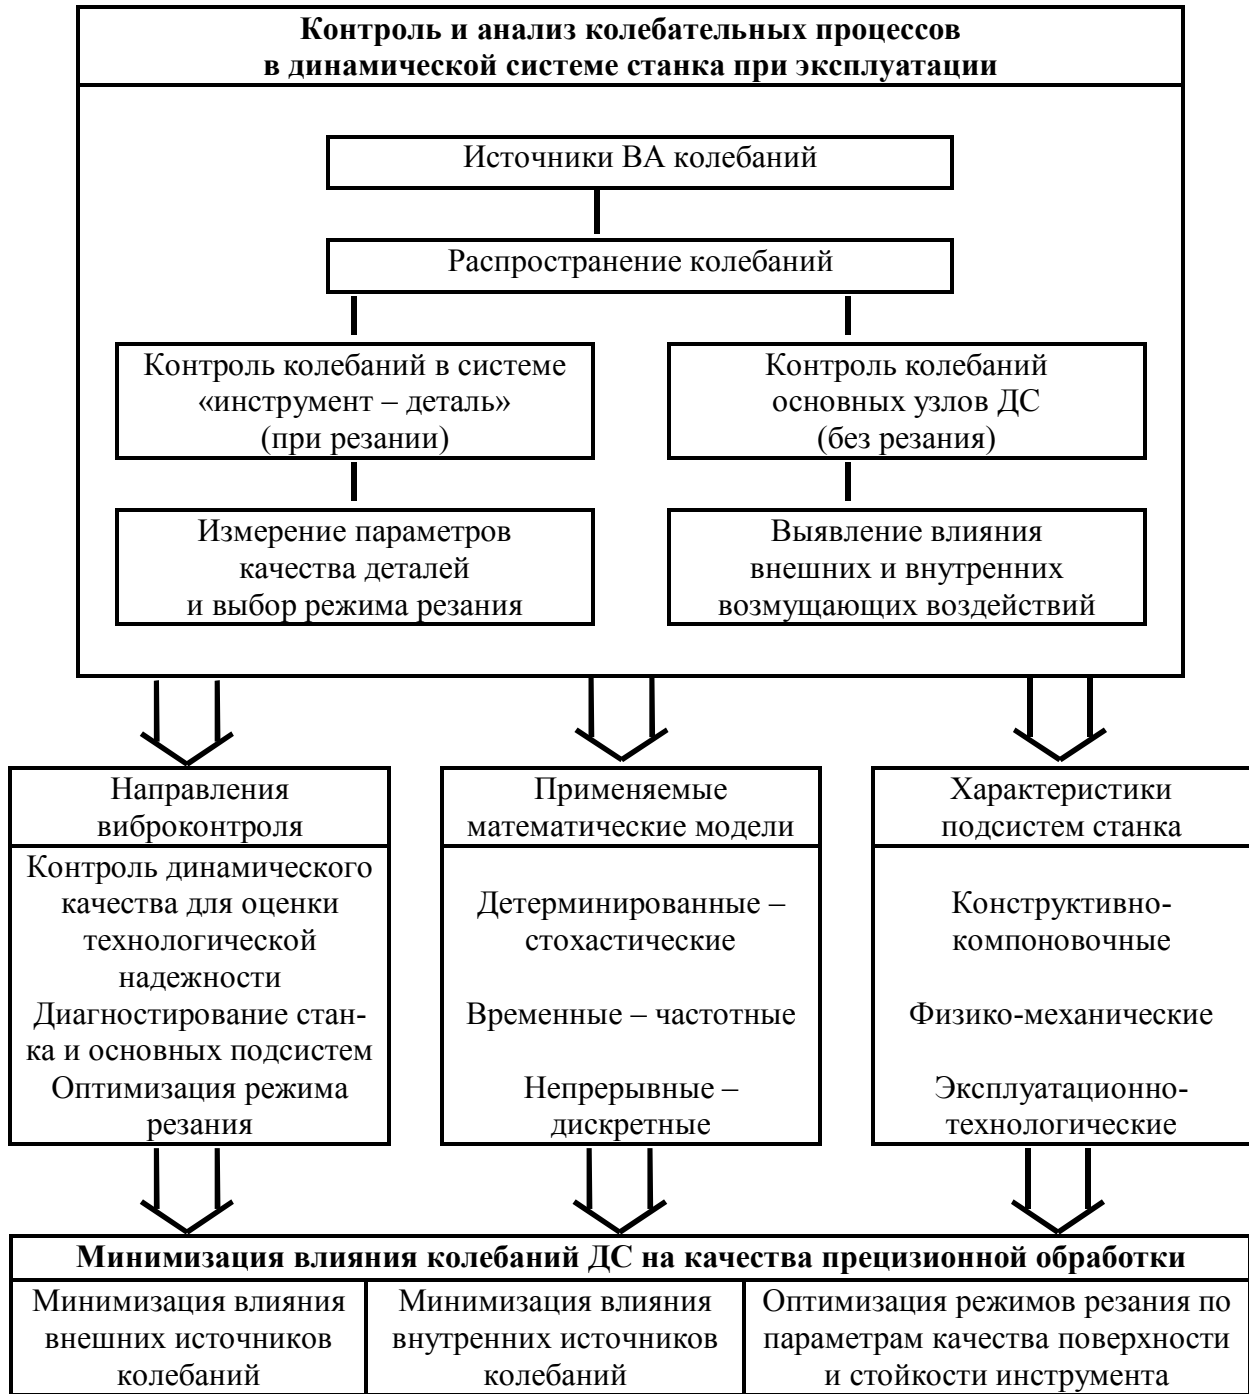 Контроль и анализ колебательных процессов
в динамической системе станка при эксплуатации
Источники ВА колебаний
Распространение колебаний
Контроль колебаний в системе
«инструмент – деталь»
(при резании)
Контроль колебаний
основных узлов ДС
(без резания)
Измерение параметров
качества деталей
и выбор режима резания
Выявление влияния
внешних и внутренних
возмущающих воздействий
Направления
виброконтроля
Контроль динамического
качества для оценки
технологической
надежности
Диагностирование стан-
ка и основных подсистем
Оптимизация режима
резания
Применяемые
математические модели
Детерминированные –
стохастические
Временные – частотные
Непрерывные –
дискретные
Характеристики
подсистем станка
Конструктивно-
компоновочные
Физико-механические
Эксплуатационно-
технологические
Минимизация влияния колебаний ДС на качества прецизионной обработки
Минимизация влияния
внешних источников
колебаний
Минимизация влияния
внутренних источников
колебаний
Оптимизация режимов резания по
параметрам качества поверхности
и стойкости инструмента